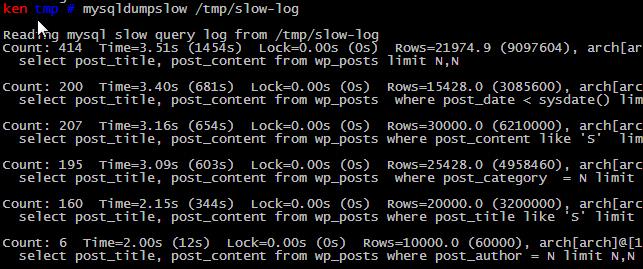 ken tmp # mysqldumpslow /tmp/slow-log
Reading mysql slow query log from /tmp/slow-log
Count: 414  Time=3.51s (1454s)  Lock=0.00s (0s)  Rows=21974.9 (9097604), arch[arc
  select post_title, post_content from wp_posts limit N,N
Count: 200  Time=3.40s (681s)  Lock=0.00s (0s)  Rows=15428.0 (3085600), arch[arch
  select post_title, post_content from wp_posts  where post_date < sysdate() lim
Count: 207  Time=3.16s (654s)  Lock=0.00s (0s)  Rows=30000.0 (6210000), arch[arch
  select post_title, post_content from wp_posts where post_content like 'S'  lim
Count: 195  Time=3.09s (603s)  Lock=0.00s (0s)  Rows=25428.0 (4958460), arch[arch
  select post_title, post_content from wp_posts  where post_category  = N limit
Count: 160  Time=2.15s (344s)  Lock=0.00s (0s)  Rows=20000.0 (3200000), arch[arch
  select post_title, post_content from wp_posts where post_title like 'S' limit
Count: 6  Time=2.00s (12s)  Lock=0.00s (0s)  Rows=10000.0 (60000), arch[arch]@[1
  select post_title, post_content from wp_posts where post_author = N limit N,N